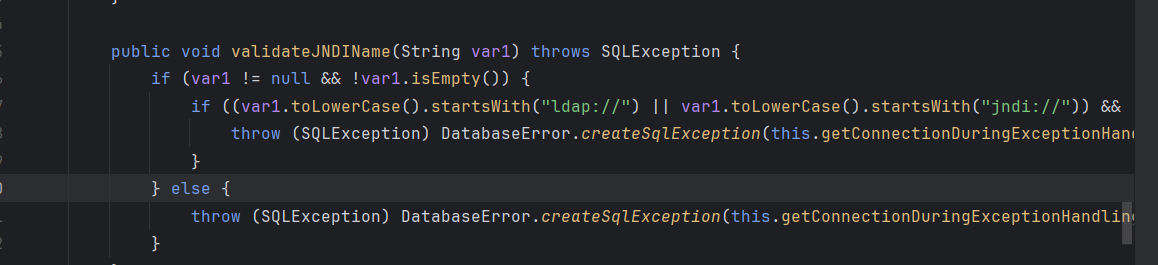 }
public void validateJNDIName(String var1) throws SQLException {
if (var1 != null && !var1.isEmpty()) {
if ((var1.toLowerCase().startsWith("ldap://") || var1.toLowerCase().startsWith("jndi://")) &&
throw (SQLException) DatabaseError.createSqlException(this.getConnectionDuringExceptionHand
}
} else {
throw (SQLException) DatabaseError.createSqlException(this.getConnectionDuringExceptionHandling
}
}